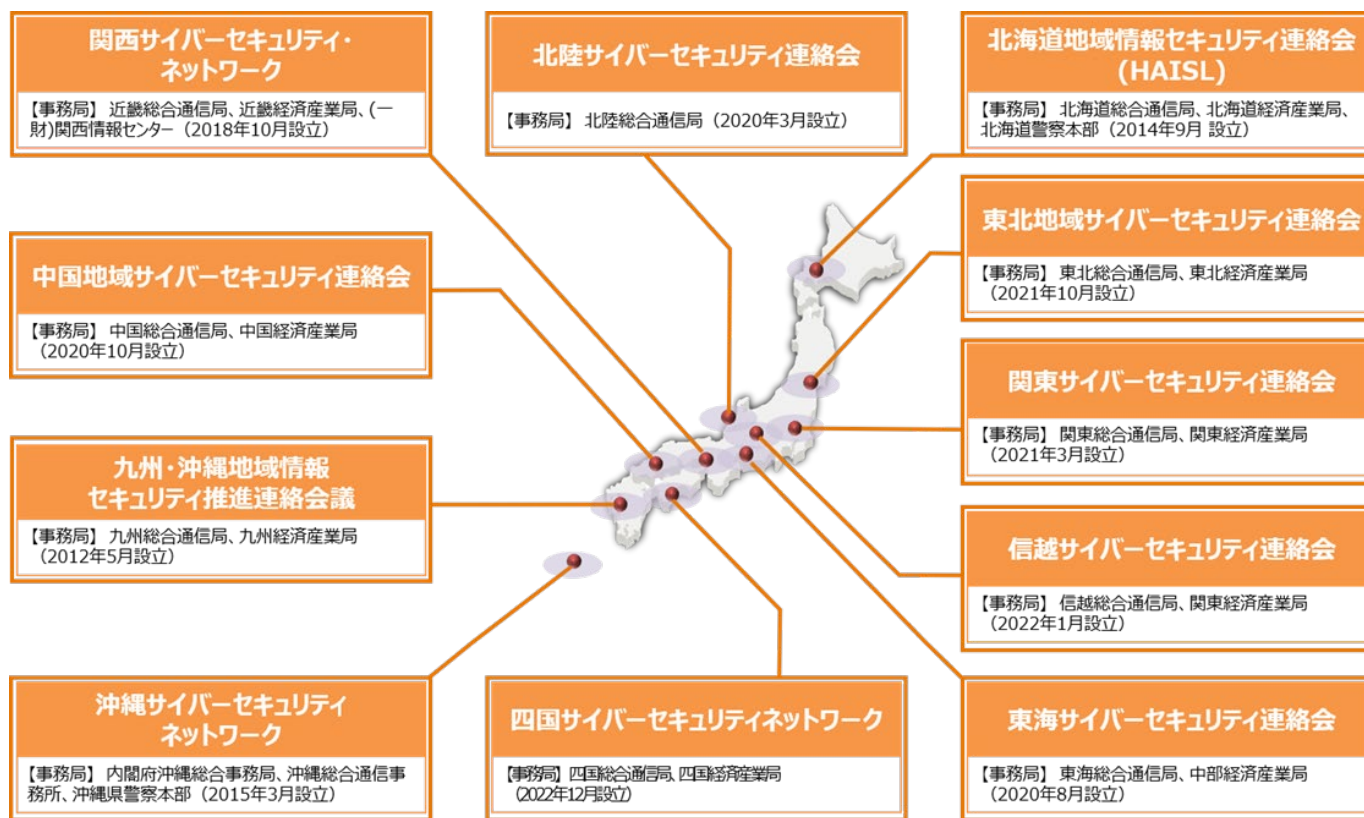 関西サイバーセキュリティ・
ネットワーク
【事務局】 近畿総合通信局、近畿経済産業局、(一
財)関西情報センター（2018年10月設立）
北陸サイバーセキュリティ連絡会
【事務局】 北陸総合通信局（2020年3月設立）
北海道地域情報セキュリティ連絡会
(HAISL)
【事務局】 北海道総合通信局、北海道経済産業局、
北海道警察本部（2014年9月 設立）
中国地域サイバーセキュリティ連絡会
【事務局】 中国総合通信局、中国経済産業局
（2020年10月設立）
東北地域サイバーセキュリティ連絡会
【事務局】 東北総合通信局、東北経済産業局
（2021年10月設立）
関東サイバーセキュリティ連絡会
【事務局】 関東総合通信局、関東経済産業局
（2021年3月設立）
九州・沖縄地域情報
セキュリティ推進連絡会議
【事務局】 九州総合通信局、九州経済産業局
（2012年5月設立）
信越サイバーセキュリティ連絡会
【事務局】 信越総合通信局、関東経済産業局
（2022年1月設立）
沖縄サイバーセキュリティ
ネットワーク
【事務局】 内閣府沖縄総合事務局、沖縄総合通信事
務所、沖縄県警察本部（2015年3月設立）
四国サイバーセキュリティネットワーク
【事務局】 四国総合通信局、四国経済産業局
（2022年12月設立）
東海サイバーセキュリティ連絡会
【事務局】 東海総合通信局、中部経済産業局
（2020年8月設立）